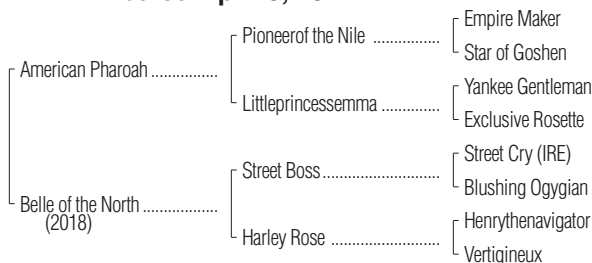 Pioneerof the Nile ................
Empire Maker
Star of Goshen
American Pharoah ................
Littleprincessemma ..............
Yankee Gentleman
Exclusive Rosette
Street Boss......................
Street Cry (IRE)
Blushing Ogygian
Belle of the North ..................
(2018)
Harley Rose ..........................
Henrythenavigator
Vertigineux